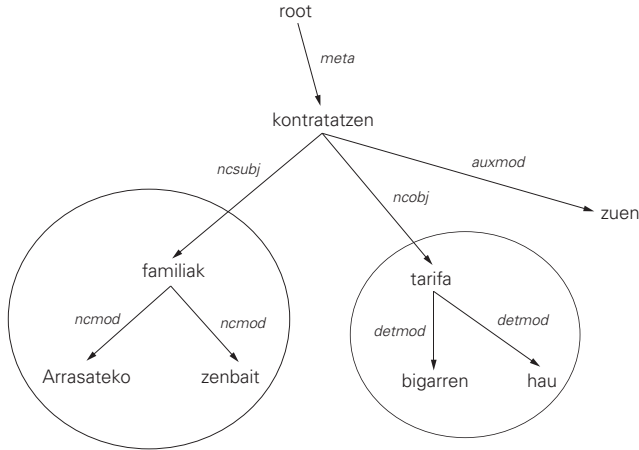 root
meta
kontratatzen
ncsubj
ncobj
auxmod
zuen
familiak
tarifa
ncmod
ncmod
detmod
detmod
Arrasateko
zenbait
bigarren
hau